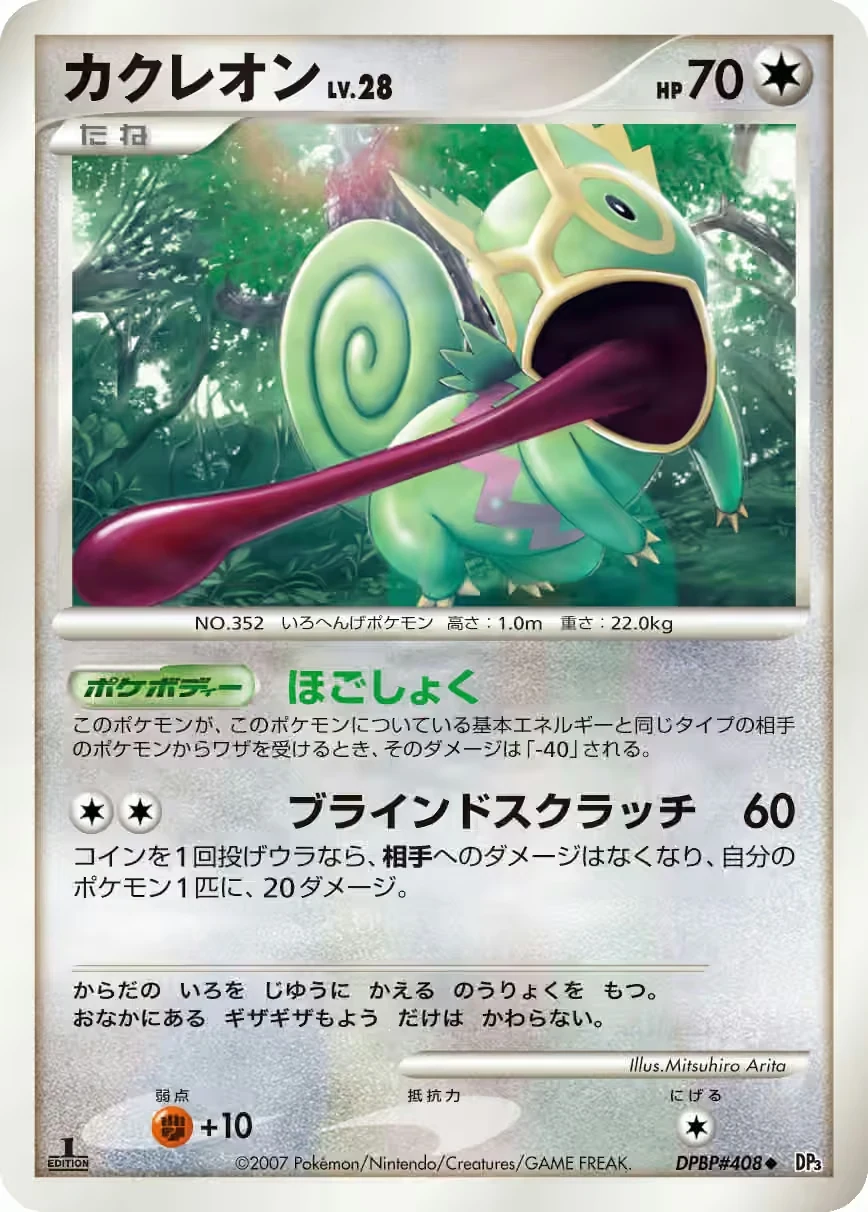 カクレオン LV.28 HP 70
たね
NO.352 いろへんげポケモン 高さ：1.0m 重さ：22.0kg
ポケボディー ほごしょく
このポケモンが、このポケモンについている基本エネルギーと同じタイプの相手
のポケモンからワザを受けるとき、そのダメージは「-40」される。
ブラインドスクラッチ 60
コインを1回投げウラなら、相手へのダメージはなくなり、自分の
ポケモン1匹に、20ダメージ。
からだの いろを じゆうに かえる のうりょくを もつ。
おなかにある ギザギザもよう だけは かわらない。
Illus.Mitsuhiro Arita
弱点 抵抗力 にげる
+10
1 EDITION ©2007 Pokémon/Nintendo/Creatures/GAME FREAK. DPBP#408◆ DP3